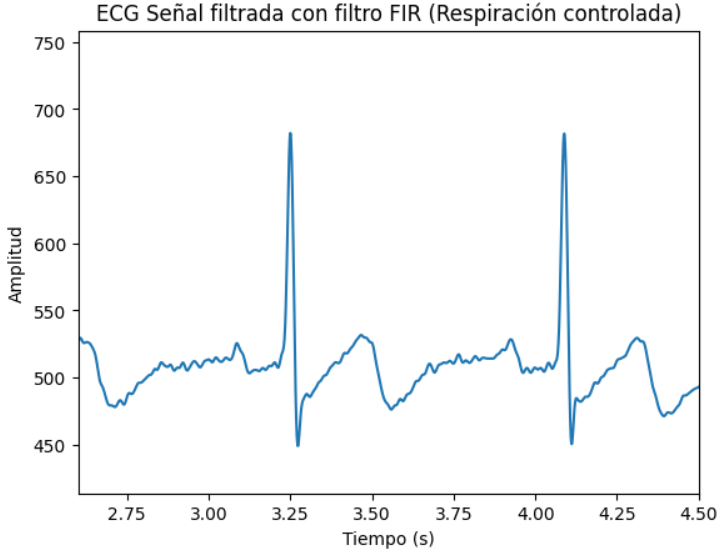 ECG Señal filtrada con filtro FIR (Respiración controlada)
750
700
650
600
550
500
450
Amplitud
2.75 3.00 3.25 3.50 3.75 4.00 4.25 4.50
Tiempo (s)